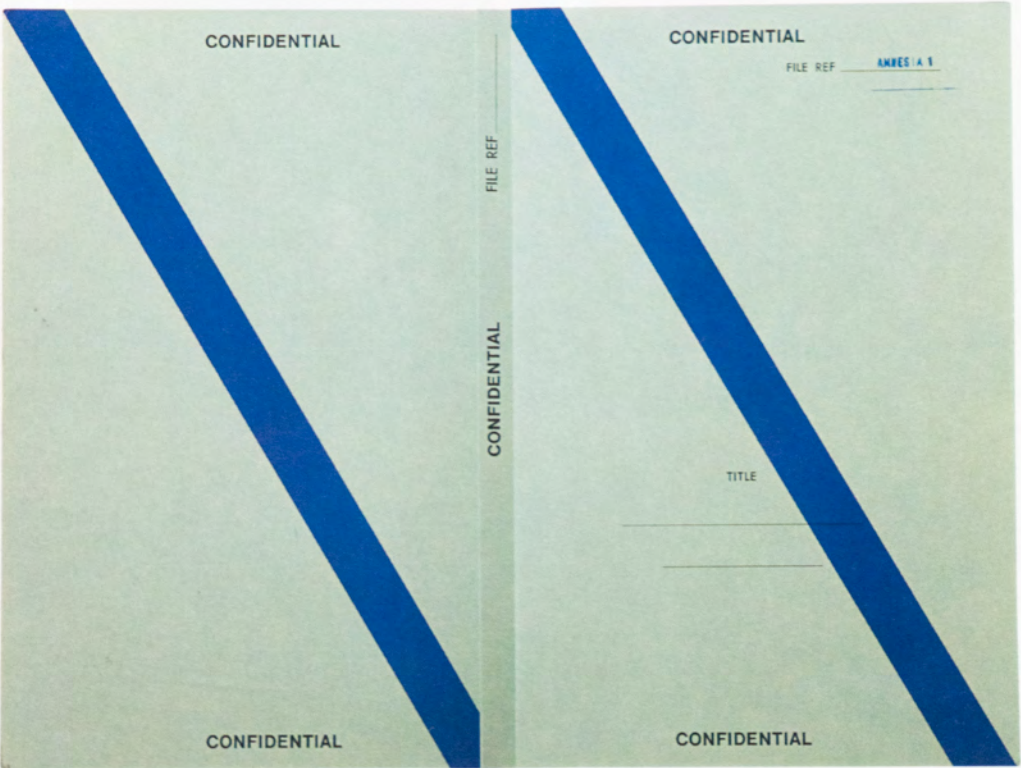 CONFIDENTIAL
CONFIDENTIAL
FILE REF
CONFIDENTIAL
CONFIDENTIAL
FILE REF AMNESIA 1
TITLE
CONFIDENTIAL